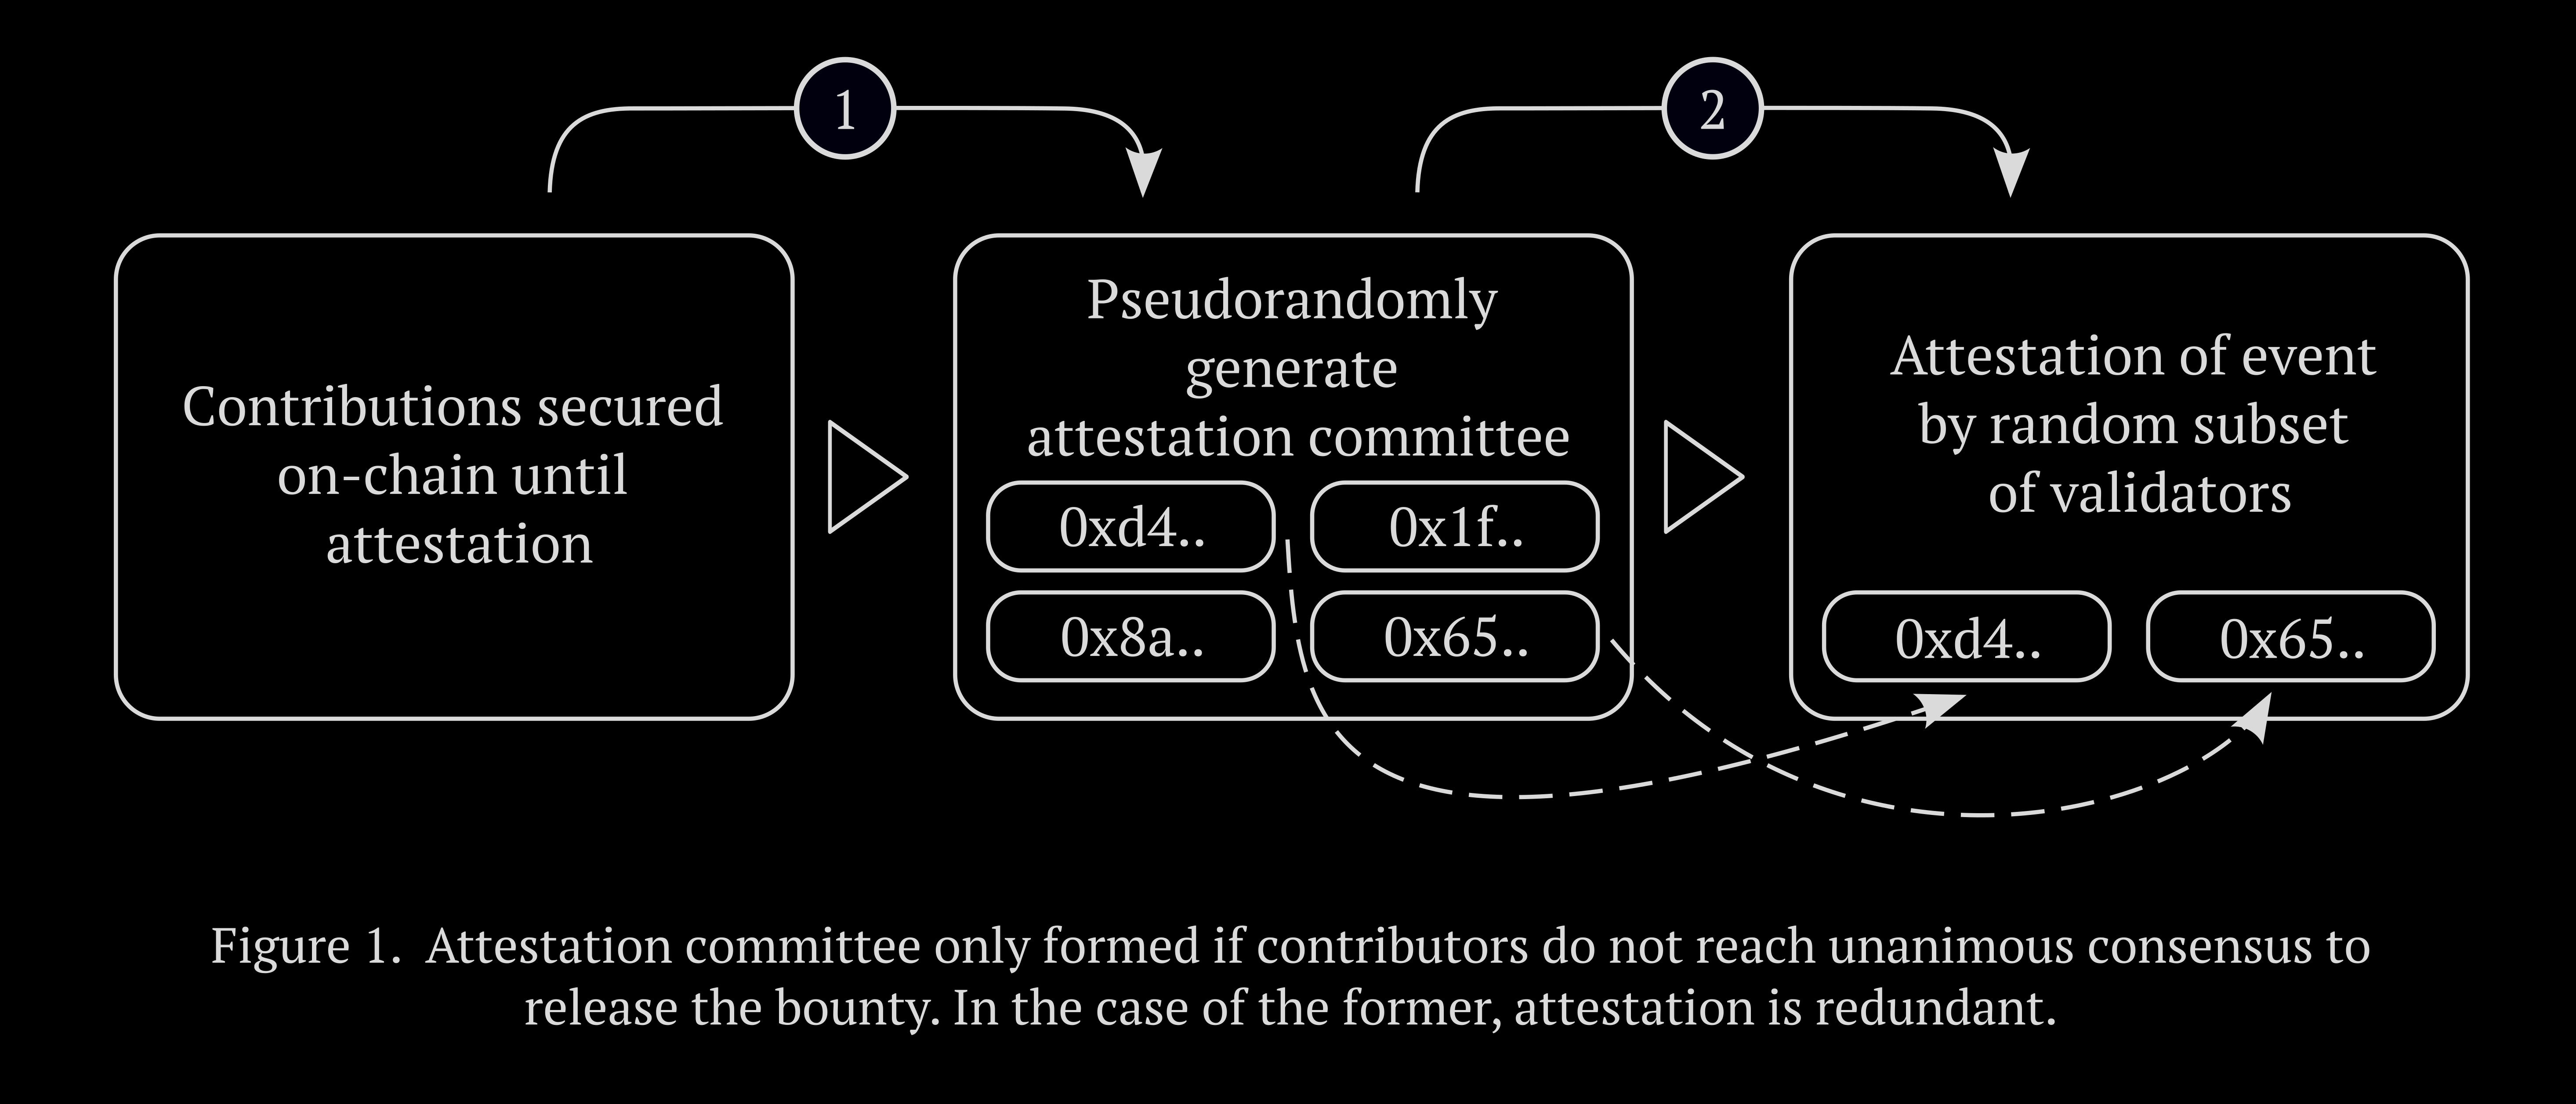 1
2
Contributions secured
on-chain until
attestation
Pseudorandomly
generate
attestation committee
0xd4..
0x1f..
0x8a..
0x65..
Attestation of event
by random subset
of validators
0xd4..
0x65..
Figure 1.  Attestation committee only formed if contributors do not reach unanimous consensus to
release the bounty. In the case of the former, attestation is redundant.